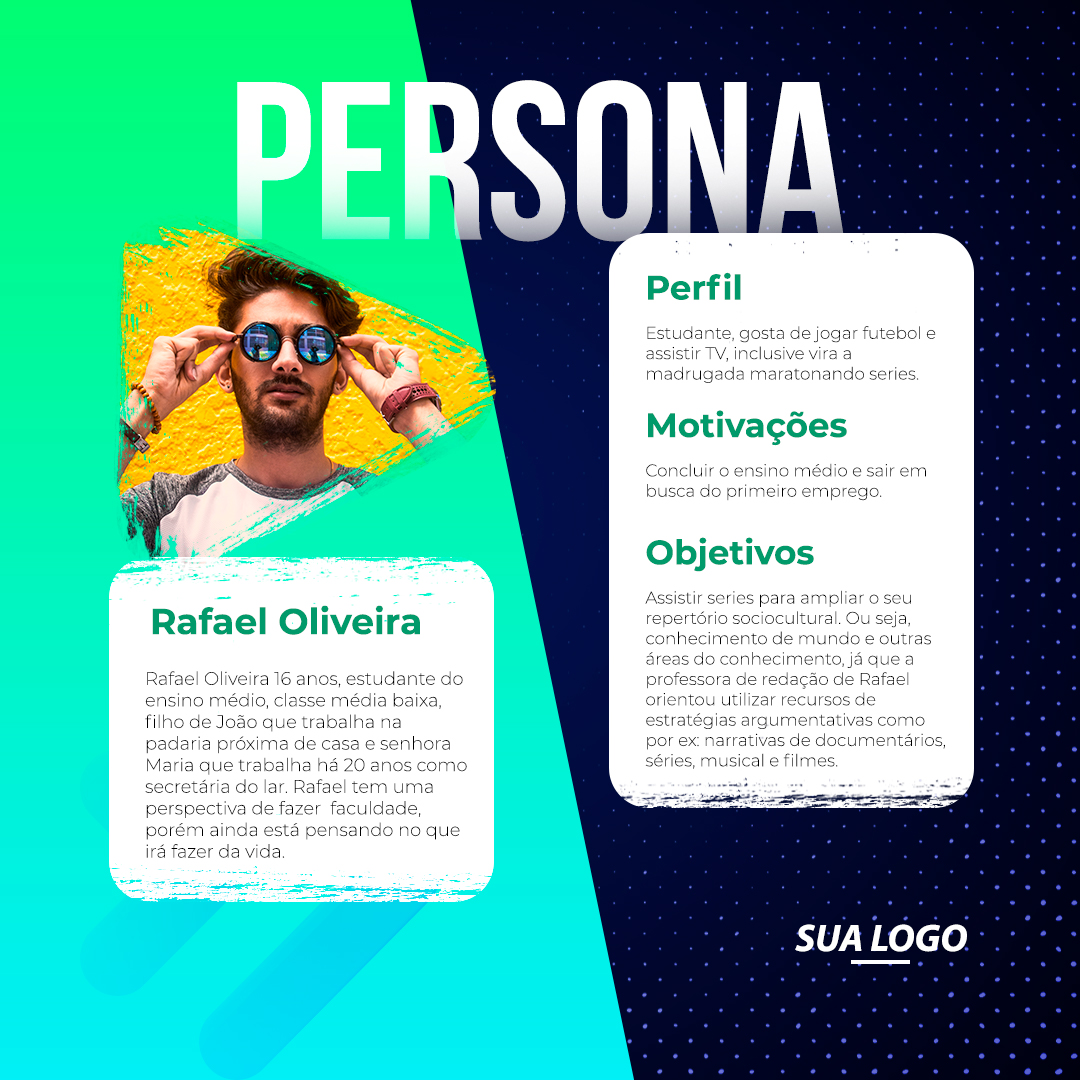 PERSONA
Rafael Oliveira
Rafael Oliveira 16 anos, estudante do
ensino médio, classe média baixa,
filho de João que trabalha na
padaria próxima de casa e senhora
Maria que trabalha há 20 anos como
secretária do lar. Rafael tem uma
perspectiva de fazer  faculdade,
porém ainda está pensando no que
irá fazer da vida.
Perfil
Estudante, gosta de jogar futebol e
assistir TV, inclusive vira a
madrugada maratonando series.
Motivações
Concluir o ensino médio e sair em
busca do primeiro emprego.
Objetivos
Assistir series para ampliar o seu
repertório sociocultural. Ou seja,
conhecimento de mundo e outras
áreas do conhecimento, já que a
professora de redação de Rafael
orientou utilizar recursos de
estratégias argumentativas como
por ex: narrativas de documentários,
séries, musical e filmes.
SUA LOGO